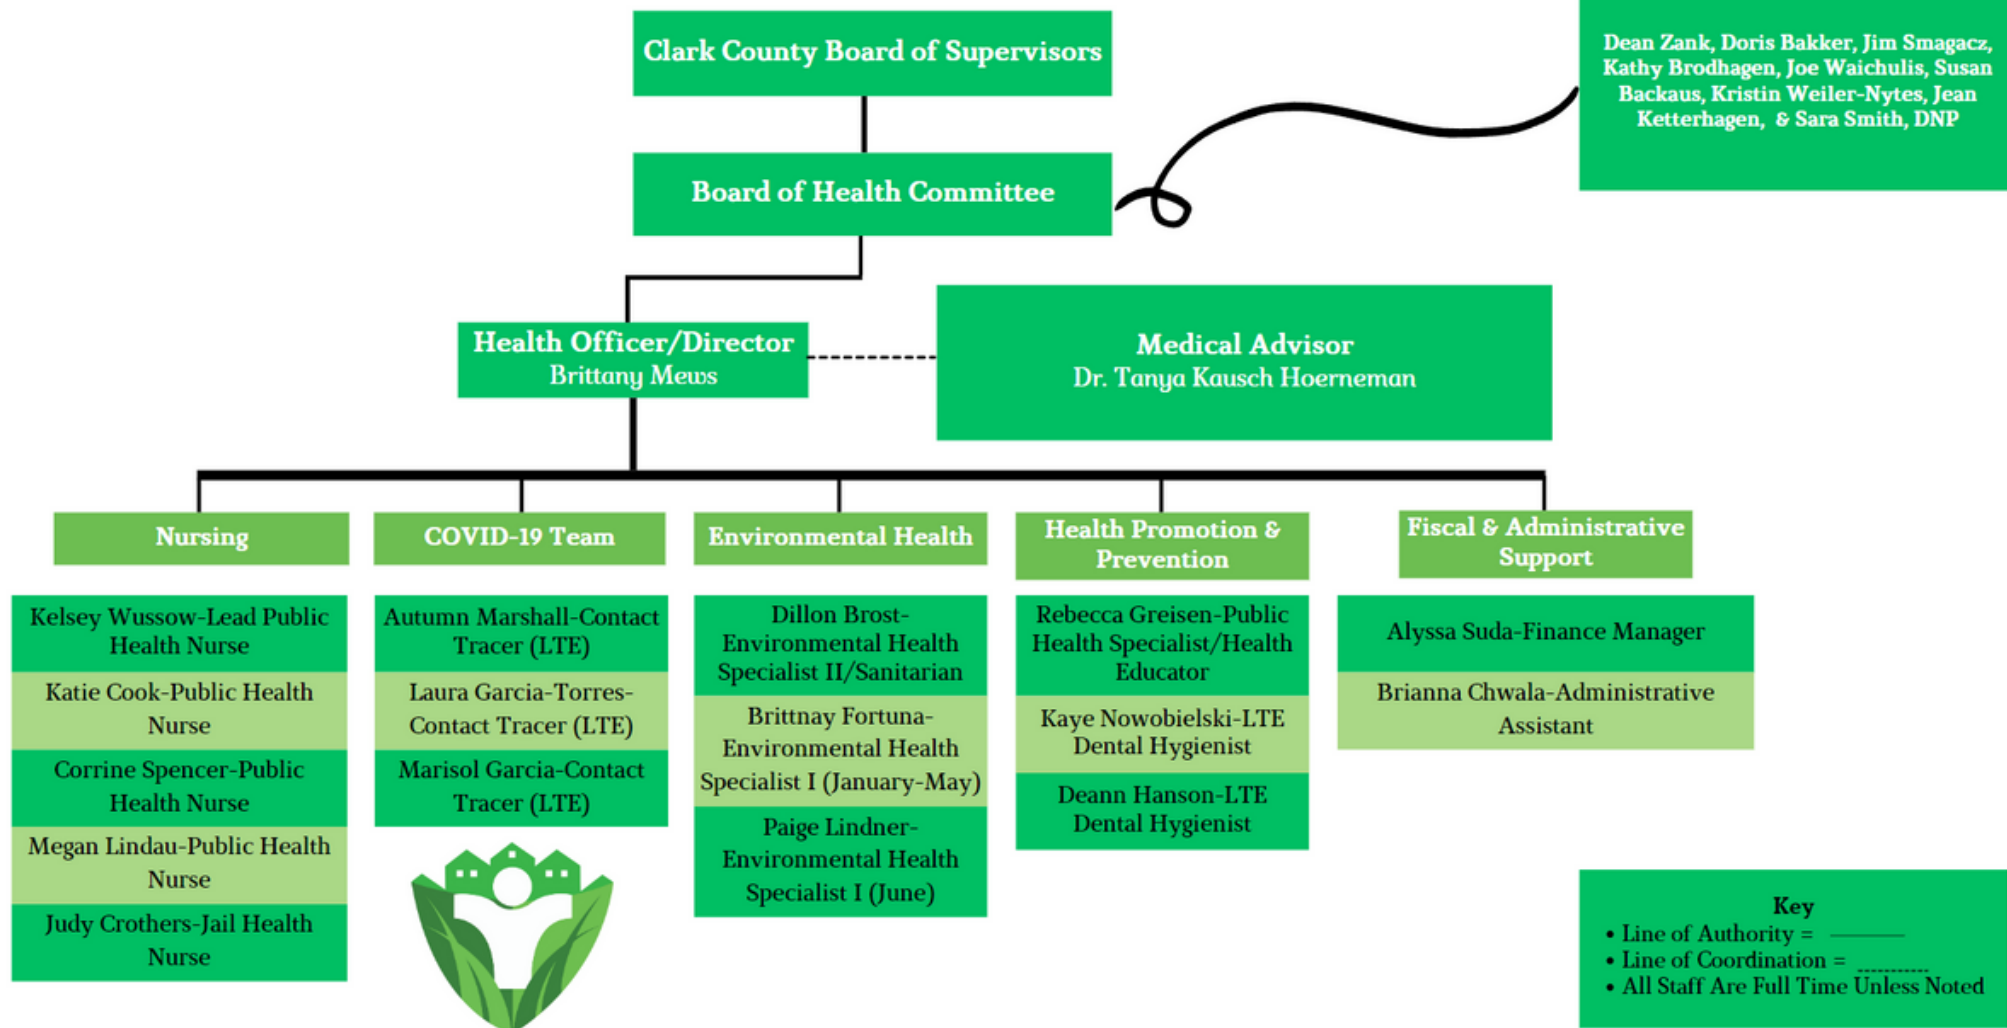 Clark County Board of Supervisors
Dean Zank, Doris Bakker, Jim Smagacz,
Kathy Brodhagen, Joe Waichulis, Susan
Backaus, Kristin Weiler-Nytes, Jean
Ketterhagen, & Sara Smith, DNP
Board of Health Committee
Health Officer/Director
Brittany Mews
Medical Advisor
Dr. Tanya Kausch Hoerneman
Nursing
Kelsey Wussow-Lead Public
Health Nurse
Katie Cook-Public Health
Nurse
Corrine Spencer-Public
Health Nurse
Megan Lindau-Public Health
Nurse
Judy Crothers-Jail Health
Nurse
COVID-19 Team
Autumn Marshall-Contact
Tracer (LTE)
Laura Garcia-Torres-
Contact Tracer (LTE)
Marisol Garcia-Contact
Tracer (LTE)
Environmental Health
Dillon Brost-
Environmental Health
Specialist II/Sanitarian
Brittnay Fortuna-
Environmental Health
Specialist I (January-May)
Paige Lindner-
Environmental Health
Specialist I (June)
Health Promotion &
Prevention
Rebecca Greisen-Public
Health Specialist/Health
Educator
Kaye Nowobielski-LTE
Dental Hygienist
Deann Hanson-LTE
Dental Hygienist
Fiscal & Administrative
Support
Alyssa Suda-Finance Manager
Brianna Chwala-Administrative
Assistant
Key
• Line of Authority =
• Line of Coordination =
• All Staff Are Full Time Unless Noted